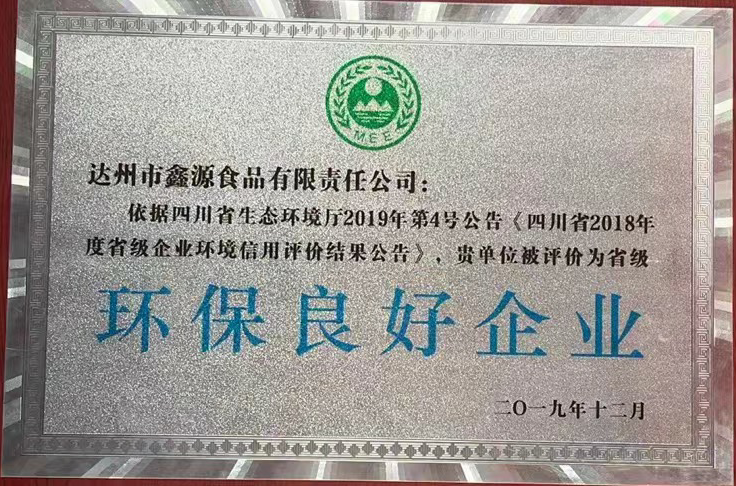 MEE
达州市鑫源食品有限责任公司：
依据四川省生态环境厅2019年第4号公告《四川省2018年
度省级企业环境信用评价结果公告》，贵单位被评价为省级
环保良好企业
二〇一九年十二月